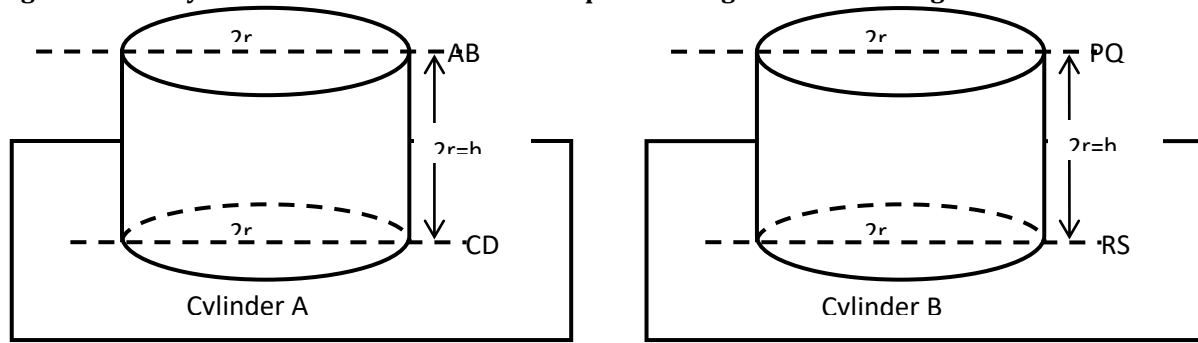 2r AB
2r=h
2r CD
Cylinder A
2r PQ
2r=h
2r RS
Cylinder B